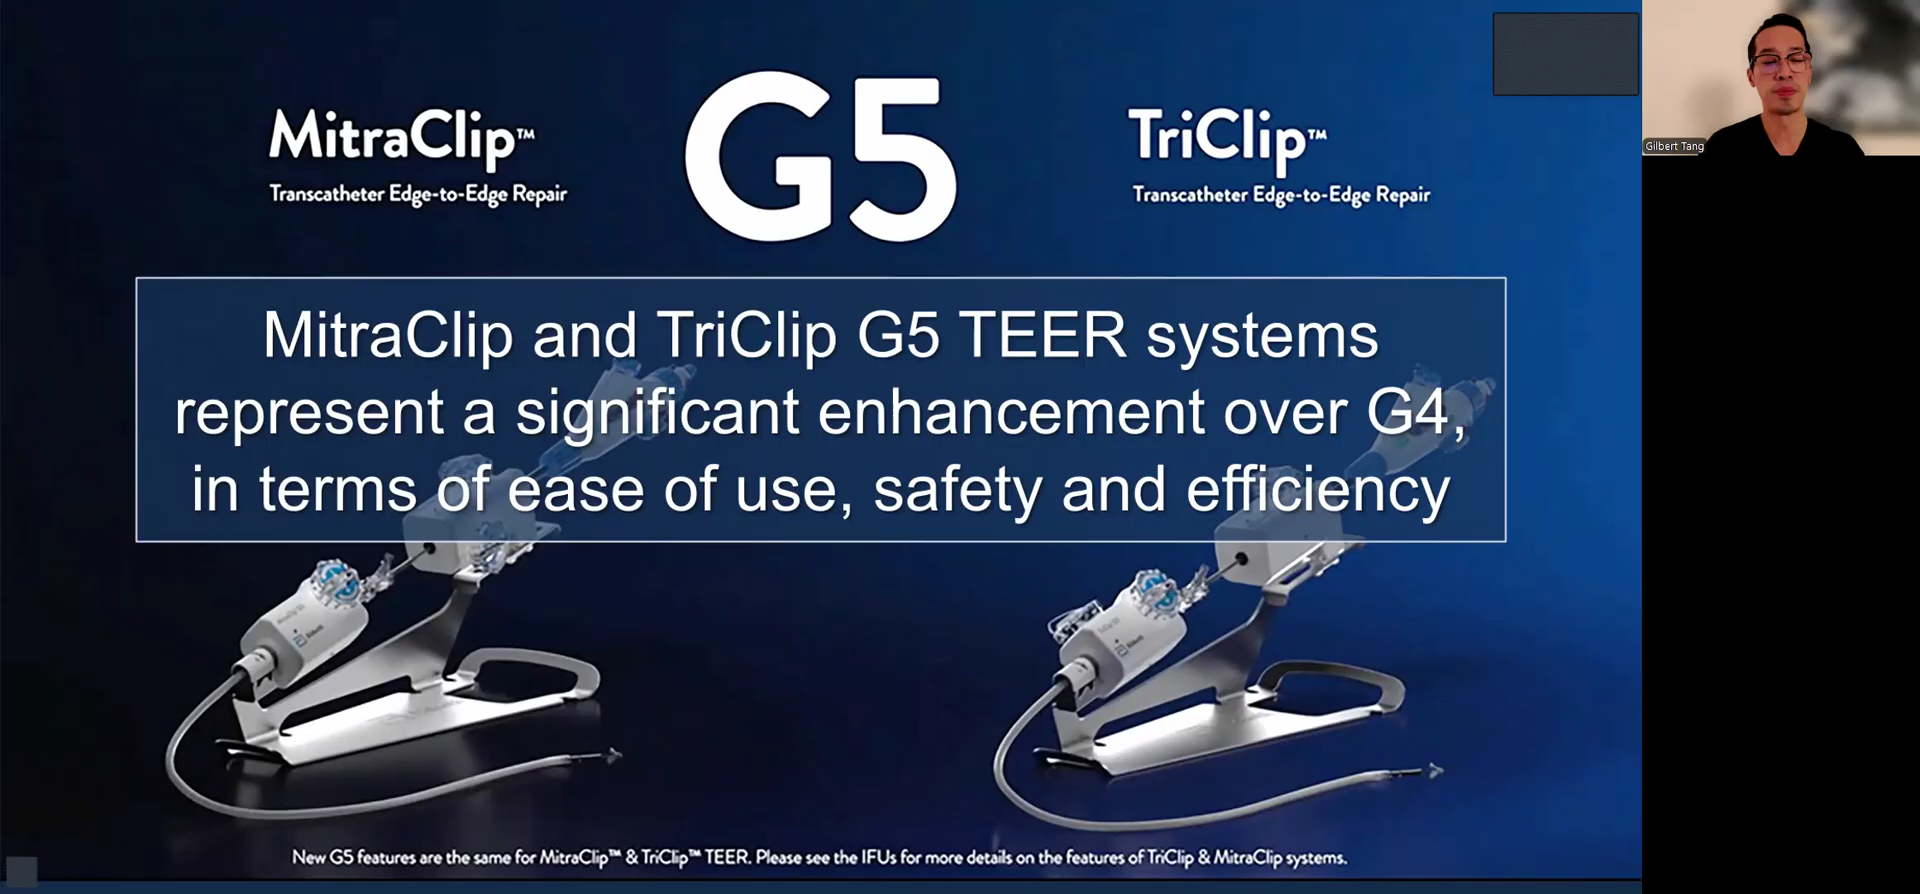 MitraClip™
Transcatheter Edge-to-Edge Repair
G5
TriClip™
Transcatheter Edge-to-Edge Repair
Gilbert Tang
MitraClip and TriClip G5 TEER systems
represent a significant enhancement over G4,
in terms of ease of use, safety and efficiency
New G5 features are the same for MitraClip™ & TriClip™ TEER. Please see the IFUs for more details on the features of TriClip & MitraClip systems.